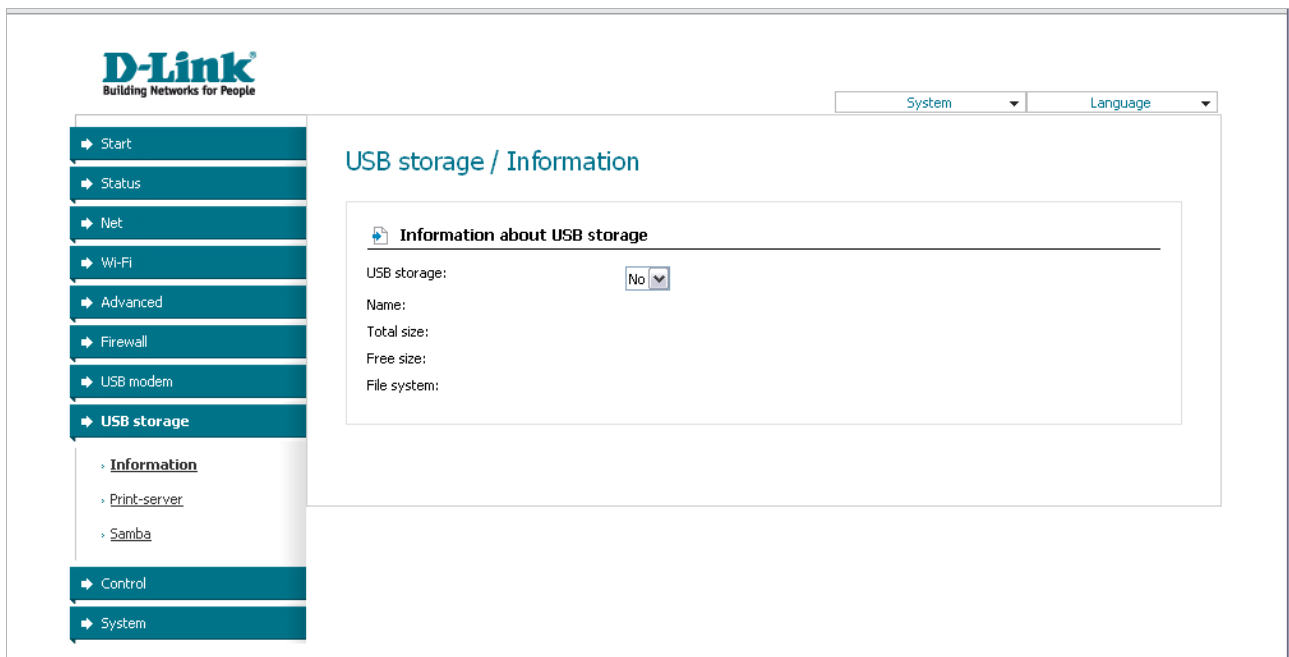 D-Link
Building Networks for People
System
Language
Start
Status
Net
Wi-Fi
Advanced
Firewall
USB modem
USB storage
Information
Print-server
Samba
Control
System
USB storage / Information
Information about USB storage
USB storage: No
Name:
Total size:
Free size:
File system: